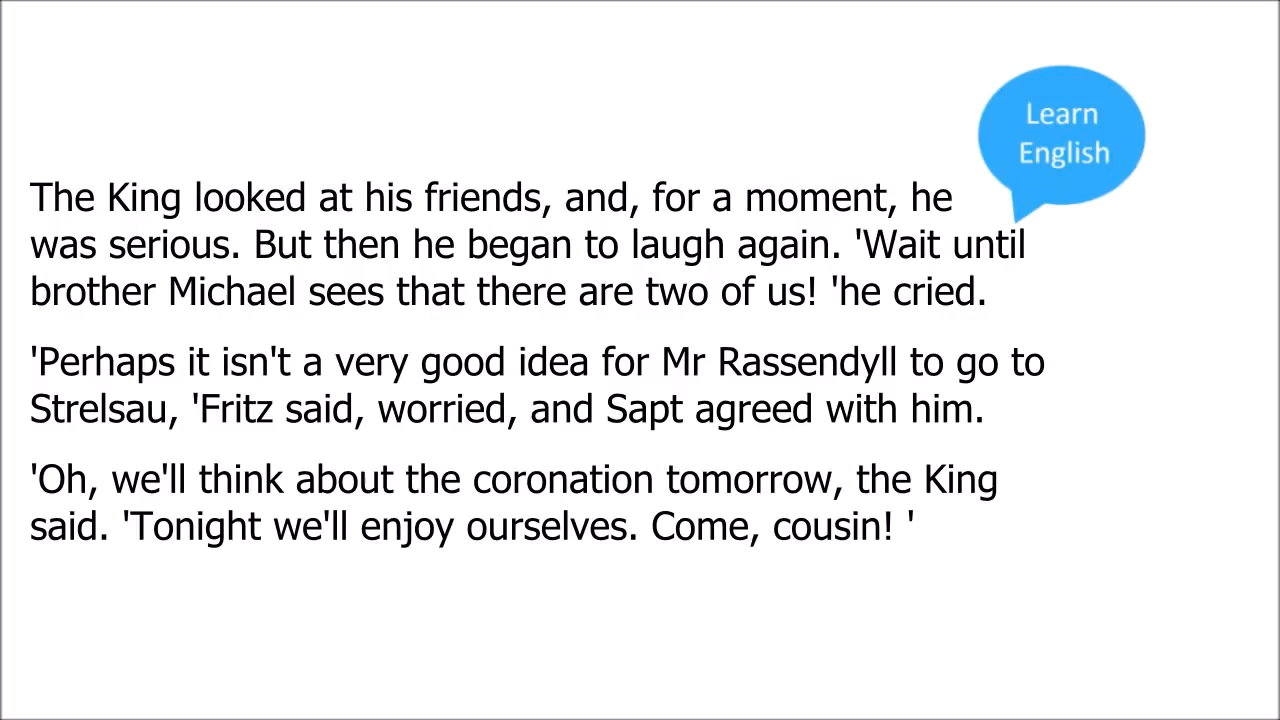 Learn
English
The King looked at his friends, and, for a moment, he
was serious. But then he began to laugh again. 'Wait until
brother Michael sees that there are two of us! 'he cried.
'Perhaps it isn't a very good idea for Mr Rassendyll to go to
Strelsau, 'Fritz said, worried, and Sapt agreed with him.
'Oh, we'll think about the coronation tomorrow, the King
said. 'Tonight we'll enjoy ourselves. Come, cousin! '